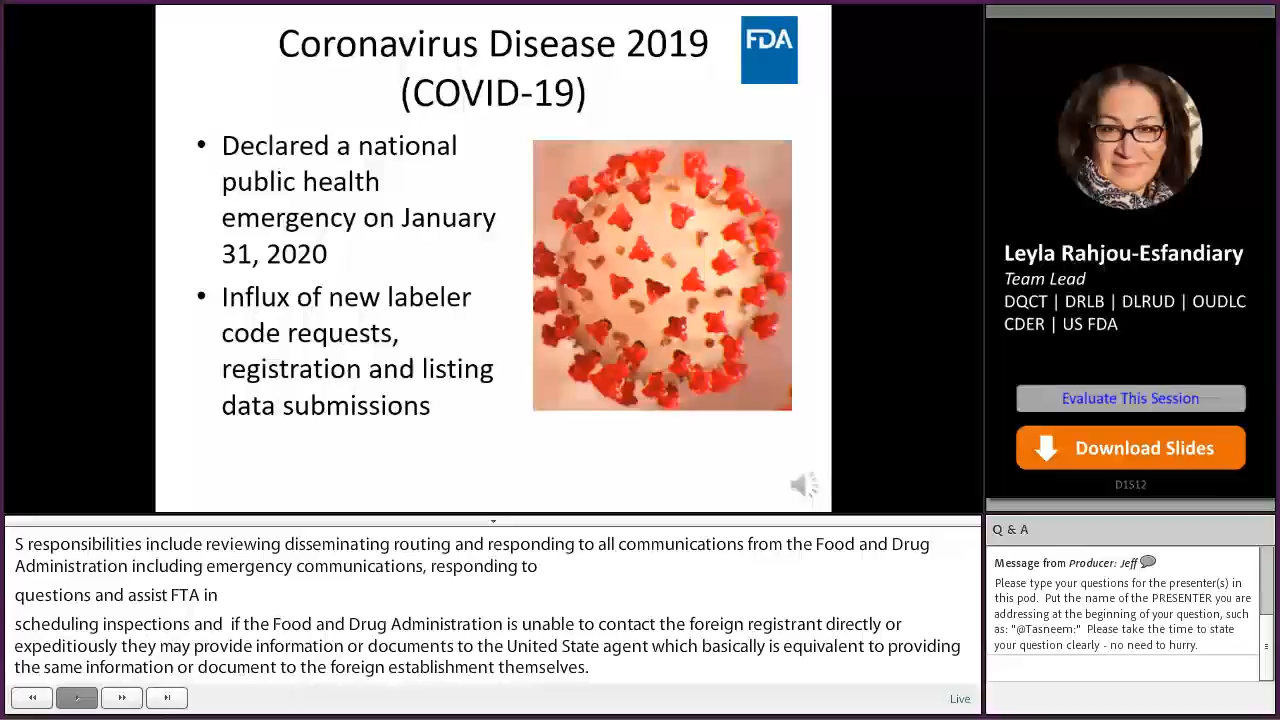 Coronavirus Disease 2019
(COVID-19)
FDA
• Declared a national
public health
emergency on January
31, 2020
• Influx of new labeler
code requests,
registration and listing
data submissions
Leyla Rahjou-Esfandiary
Team Lead
DQCT | DRLB | DLRUD | OUDLC
CDER | US FDA
Evaluate This Session
Download Slides
D1S12
S responsibilities include reviewing disseminating routing and responding to all communications from the Food and Drug
Administration including emergency communications, responding to
questions and assist FTA in
scheduling inspections and  if the Food and Drug Administration is unable to contact the foreign registrant directly or
expeditiously they may provide information or documents to the United State agent which basically is equivalent to providing
the same information or document to the foreign establishment themselves.
Live
Q & A
Message from Producer: Jeff
Please type your questions for the presenter(s) in
this pod.  Put the name of the PRESENTER you are
addressing at the beginning of your question, such
as: "@Tasneem:"  Please take the time to state
your question clearly - no need to hurry.